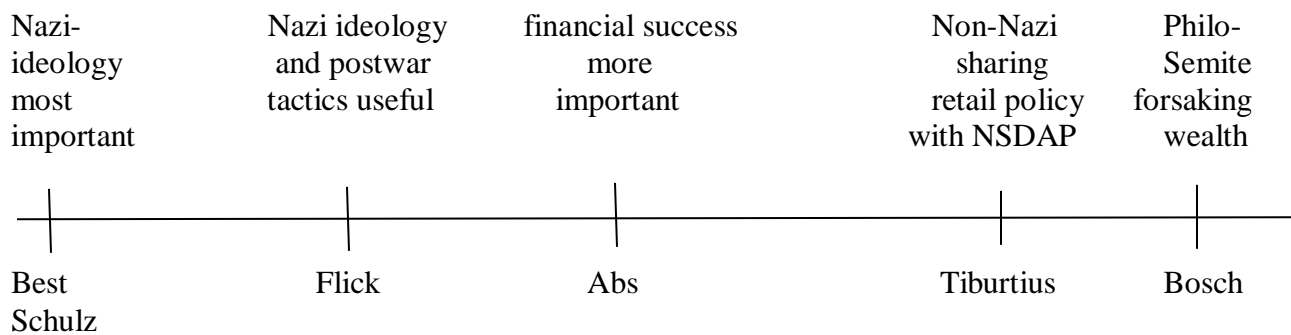 Nazi-
ideology
most
important
Nazi ideology
and postwar
tactics useful
financial success
more
important
Non-Nazi
sharing
retail policy
with NSDAP
Philo-
Semite
forsaking
wealth
Best
Schulz
Flick
Abs
Tiburtius
Bosch